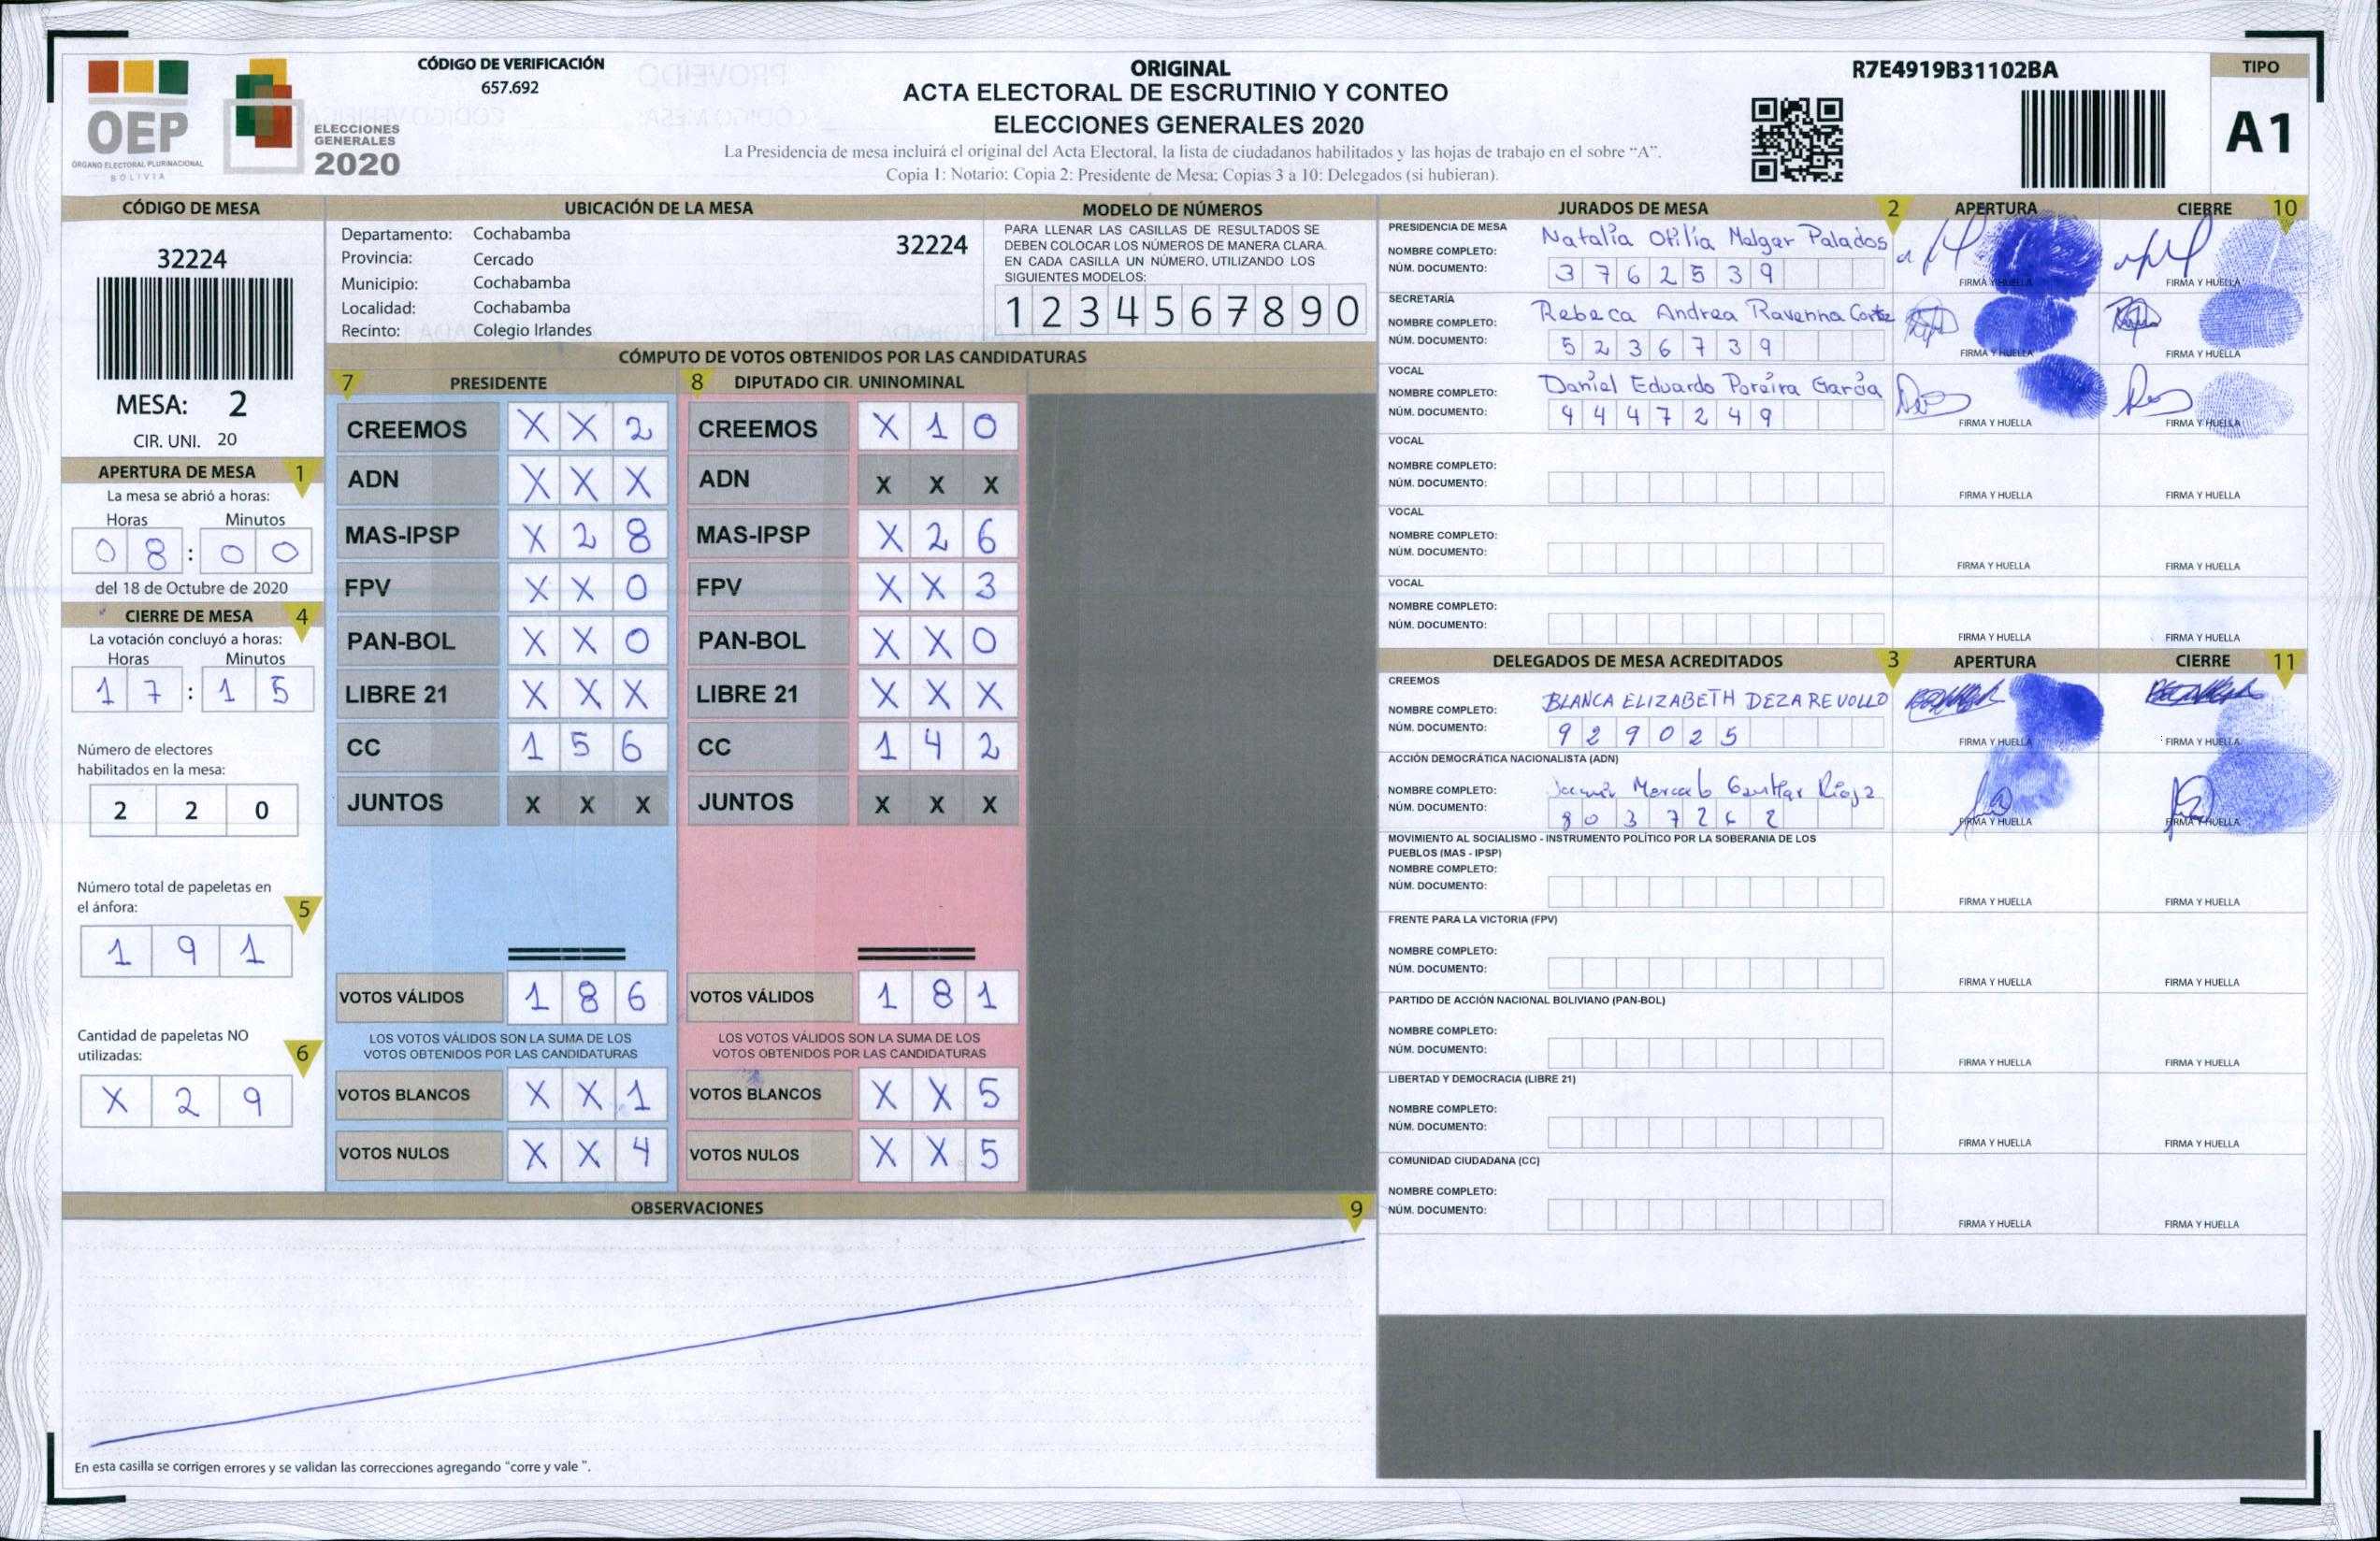 OEP
ÓRGANO ELECTORAL PLURINACIONAL
BOLIVIA
ELECCIONES
GENERALES
2020
CÓDIGO DE VERIFICACIÓN
657.692
ORIGINAL
ACTA ELECTORAL DE ESCRUTINIO Y CONTEO
ELECCIONES GENERALES 2020
La Presidencia de mesa incluirá el original del Acta Electoral, la lista de ciudadanos habilitados y las hojas de trabajo en el sobre “A”.
Copia 1: Notario; Copia 2: Presidente de Mesa; Copias 3 a 10: Delegados (si hubieran).
R7E4919B31102BA
TIPO
A1
CÓDIGO DE MESA
32224
MESA: 2
CIR. UNI. 20
APERTURA DE MESA 1
La mesa se abrió a horas:
Horas Minutos
0 8 : 0 0
del 18 de Octubre de 2020
CIERRE DE MESA 4
La votación concluyó a horas:
Horas Minutos
1 7 : 1 5
Número de electores
habilitados en la mesa:
2 2 0
Número total de papeletas en
el ánfora: 5
1 9 1
Cantidad de papeletas NO
utilizadas: 6
X 2 9
UBICACIÓN DE LA MESA
Departamento: Cochabamba 32224
Provincia: Cercado
Municipio: Cochabamba
Localidad: Cochabamba
Recinto: Colegio Irlandes
MODELO DE NÚMEROS
PARA LLENAR LAS CASILLAS DE RESULTADOS SE
DEBEN COLOCAR LOS NÚMEROS DE MANERA CLARA.
EN CADA CASILLA UN NÚMERO, UTILIZANDO LOS
SIGUIENTES MODELOS:
1 2 3 4 5 6 7 8 9 0
CÓMPUTO DE VOTOS OBTENIDOS POR LAS CANDIDATURAS
7 PRESIDENTE
CREEMOS X X 2
ADN X X X
MAS-IPSP X 2 8
FPV X X 0
PAN-BOL X X 0
LIBRE 21 X X X
CC 1 5 6
JUNTOS X X X
VOTOS VÁLIDOS 1 8 6
LOS VOTOS VÁLIDOS SON LA SUMA DE LOS
VOTOS OBTENIDOS POR LAS CANDIDATURAS
VOTOS BLANCOS X X 1
VOTOS NULOS X X 4
8 DIPUTADO CIR. UNINOMINAL
CREEMOS X 1 0
ADN X X X
MAS-IPSP X 2 6
FPV X X 3
PAN-BOL X X 0
LIBRE 21 X X X
CC 1 4 2
JUNTOS X X X
VOTOS VÁLIDOS 1 8 1
LOS VOTOS VÁLIDOS SON LA SUMA DE LOS
VOTOS OBTENIDOS POR LAS CANDIDATURAS
VOTOS BLANCOS X X 5
VOTOS NULOS X X 5
OBSERVACIONES 9
En esta casilla se corrigen errores y se validan las correcciones agregando “corre y vale ”.
JURADOS DE MESA 2 APERTURA CIERRE 10
PRESIDENCIA DE MESA
NOMBRE COMPLETO: Natalia Otilia Melgar Palados
NÚM. DOCUMENTO: 3 7 6 2 5 3 9
FIRMA Y HUELLA FIRMA Y HUELLA
SECRETARÍA
NOMBRE COMPLETO: Rebeca Andrea Ravenna Cortez
NÚM. DOCUMENTO: 5 2 3 6 7 3 9
FIRMA Y HUELLA FIRMA Y HUELLA
VOCAL
NOMBRE COMPLETO: Daniel Eduardo Pereira García
NÚM. DOCUMENTO: 9 4 4 7 2 4 9
FIRMA Y HUELLA FIRMA Y HUELLA
VOCAL
NOMBRE COMPLETO:
NÚM. DOCUMENTO:
FIRMA Y HUELLA FIRMA Y HUELLA
VOCAL
NOMBRE COMPLETO:
NÚM. DOCUMENTO:
FIRMA Y HUELLA FIRMA Y HUELLA
VOCAL
NOMBRE COMPLETO:
NÚM. DOCUMENTO:
FIRMA Y HUELLA FIRMA Y HUELLA
DELEGADOS DE MESA ACREDITADOS 3 APERTURA CIERRE 11
CREEMOS
NOMBRE COMPLETO: BLANCA ELIZABETH DEZA REVOLLO
NÚM. DOCUMENTO: 9 2 9 0 2 5
FIRMA Y HUELLA FIRMA Y HUELLA
ACCIÓN DEMOCRÁTICA NACIONALISTA (ADN)
NOMBRE COMPLETO:
NÚM. DOCUMENTO: 8 0 3 7 2 6 2
FIRMA Y HUELLA FIRMA Y HUELLA
MOVIMIENTO AL SOCIALISMO - INSTRUMENTO POLÍTICO POR LA SOBERANIA DE LOS
PUEBLOS (MAS - IPSP)
NOMBRE COMPLETO:
NÚM. DOCUMENTO:
FIRMA Y HUELLA FIRMA Y HUELLA
FRENTE PARA LA VICTORIA (FPV)
NOMBRE COMPLETO:
NÚM. DOCUMENTO:
FIRMA Y HUELLA FIRMA Y HUELLA
PARTIDO DE ACCIÓN NACIONAL BOLIVIANO (PAN-BOL)
NOMBRE COMPLETO:
NÚM. DOCUMENTO:
FIRMA Y HUELLA FIRMA Y HUELLA
LIBERTAD Y DEMOCRACIA (LIBRE 21)
NOMBRE COMPLETO:
NÚM. DOCUMENTO:
FIRMA Y HUELLA FIRMA Y HUELLA
COMUNIDAD CIUDADANA (CC)
NOMBRE COMPLETO:
NÚM. DOCUMENTO:
FIRMA Y HUELLA FIRMA Y HUELLA